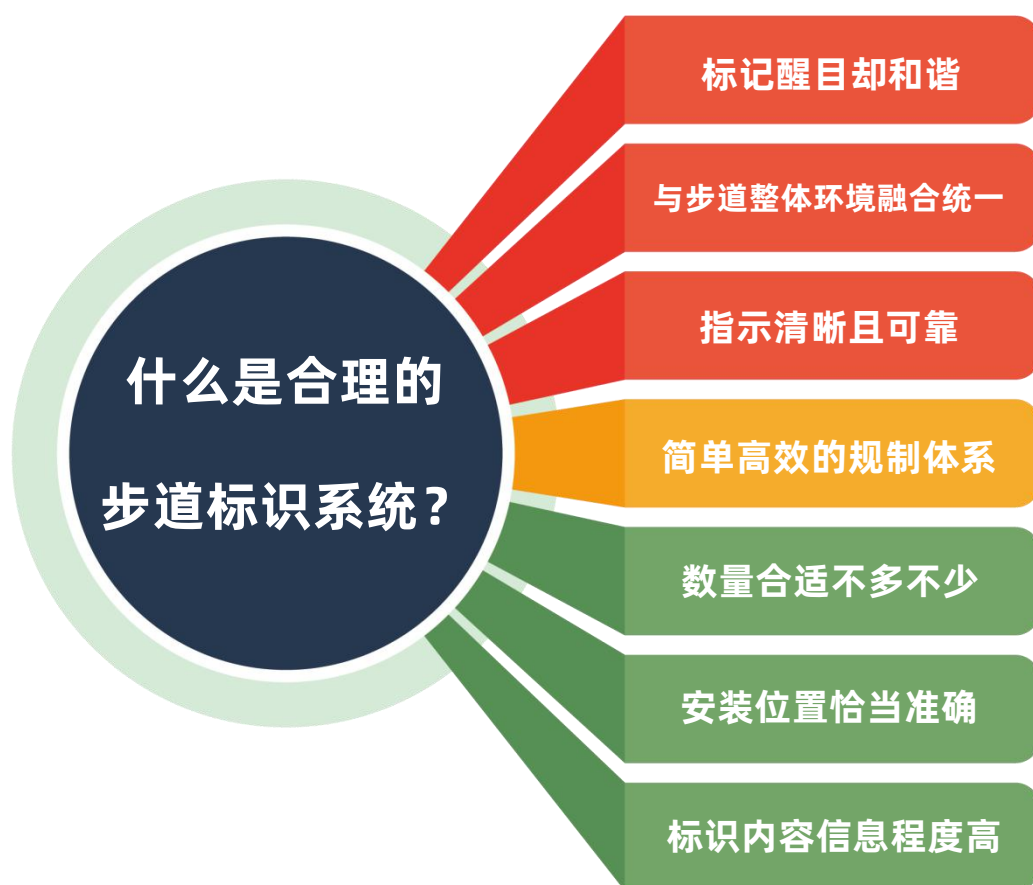 什么是合理的
步道标识系统？
标记醒目却和谐
与步道整体环境融合统一
指示清晰且可靠
简单高效的规制体系
数量合适不多不少
安装位置恰当准确
标识内容信息程度高